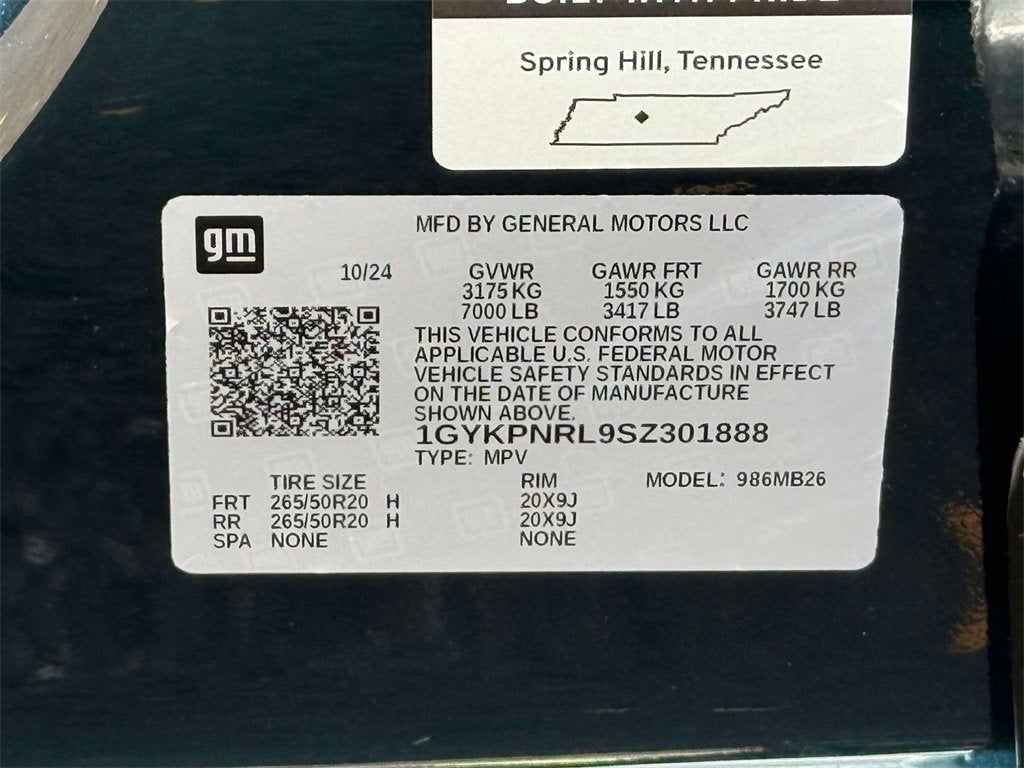 BUILT WITH PRIDE
Spring Hill, Tennessee
gm
MFD BY GENERAL MOTORS LLC
10/24 GVWR GAWR FRT GAWR RR
3175 KG 1550 KG 1700 KG
7000 LB 3417 LB 3747 LB
THIS VEHICLE CONFORMS TO ALL
APPLICABLE U.S. FEDERAL MOTOR
VEHICLE SAFETY STANDARDS IN EFFECT
ON THE DATE OF MANUFACTURE
SHOWN ABOVE.
1GYKPNRL9SZ301888
TYPE: MPV
TIRE SIZE RIM MODEL: 986MB26
FRT 265/50R20 H 20X9J
RR 265/50R20 H 20X9J
SPA NONE NONE